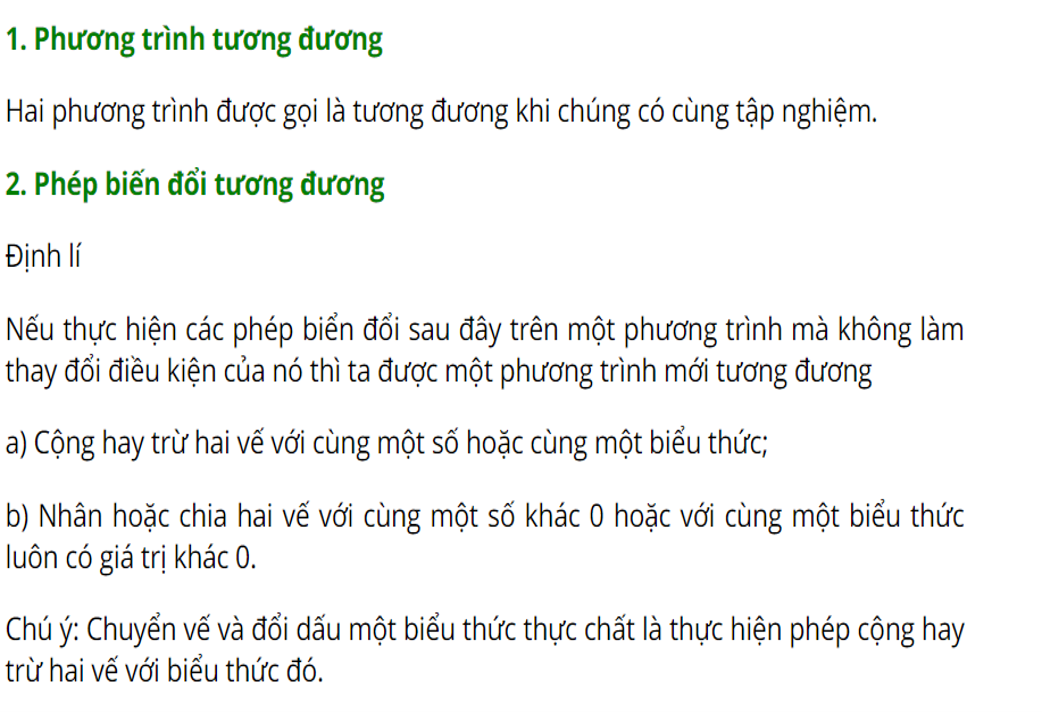 1. Phương trình tương đương
Hai phương trình được gọi là tương đương khi chúng có cùng tập nghiệm.
2. Phép biến đổi tương đương
Định lí
Nếu thực hiện các phép biển đổi sau đây trên một phương trình mà không làm
thay đổi điều kiện của nó thì ta được một phương trình mới tương đương
a) Cộng hay trừ hai vế với cùng một số hoặc cùng một biểu thức;
b) Nhân hoặc chia hai vế với cùng một số khác 0 hoặc với cùng một biểu thức
luôn có giá trị khác 0.
Chú ý: Chuyển vế và đổi dấu một biểu thức thực chất là thực hiện phép cộng hay
trừ hai vế với biểu thức đó.